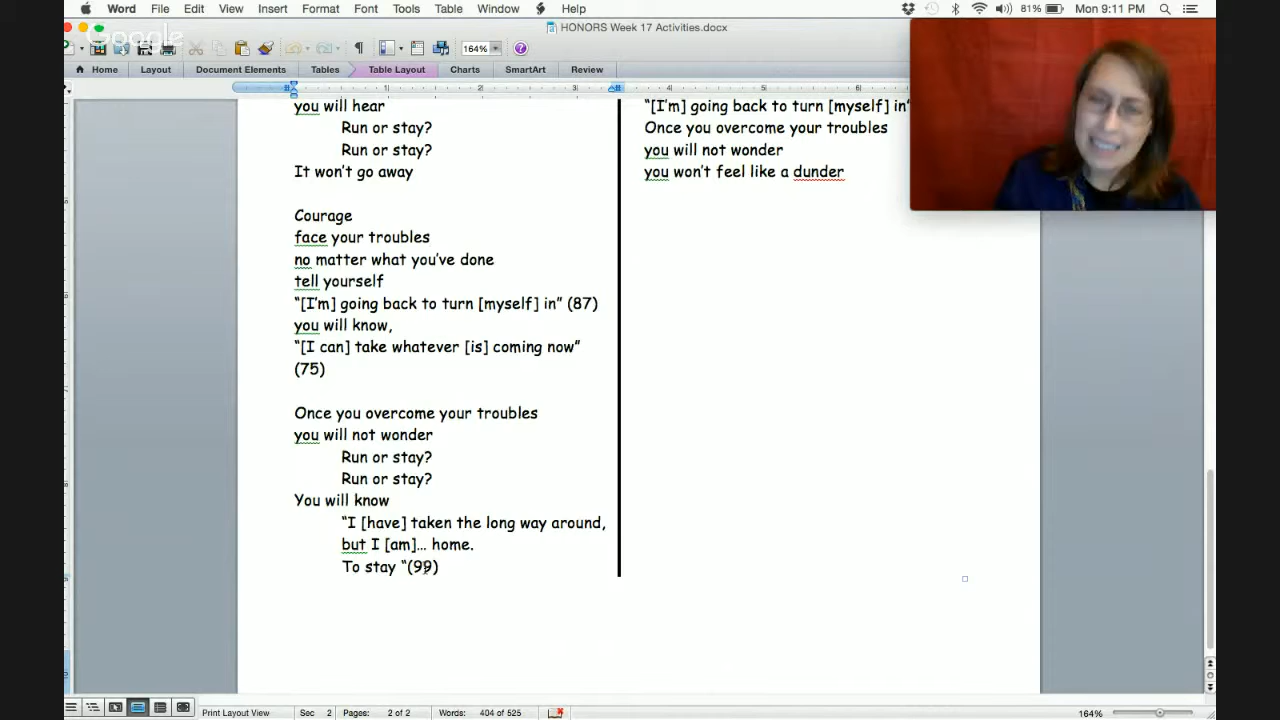 Word File Edit View Insert Format Font Tools Table Window Help 81% Mon 9:11 PM
HONORS Week 17 Activities.docx
Google
164%
Home Layout Document Elements Tables Table Layout Charts SmartArt Review
1 2 3 4 5
you will hear
Run or stay?
Run or stay?
It won't go away
Courage
face your troubles
no matter what you've done
tell yourself
"[I'm] going back to turn [myself] in" (87)
you will know,
"[I can] take whatever [is] coming now"
(75)
Once you overcome your troubles
you will not wonder
Run or stay?
Run or stay?
You will know
"I [have] taken the long way around,
but I [am]… home.
To stay "(99)
"[I'm] going back to turn [myself] in"
Once you overcome your troubles
you will not wonder
you won't feel like a dunder
Print Layout View Sec 2 Pages: 2 of 2 Words: 404 of 525 164%